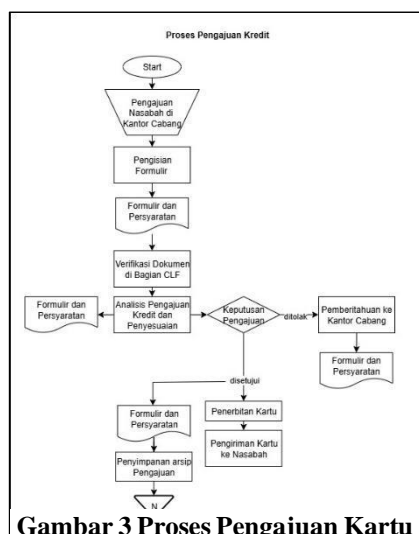 Proses Pengajuan Kredit
Start
Pengajuan
Nasabah di
Kantor Cabang
Pengisian
Formulir
Formulir dan
Persyaratan
Verifikasi Dokumen
di Bagian CLF
Formulir dan
Persyaratan
Analisis Pengajuan
Kredit dan
Penyesuaian
Keputusan
Pengajuan
ditolak
Pemberitahuan ke
Kantor Cabang
Formulir dan
Persyaratan
disetujui
Formulir dan
Persyaratan
Penerbitan Kartu
Pengiriman Kartu
ke Nasabah
Penyimpanan arsip
Pengajuan
N
Gambar 3 Proses Pengajuan Kartu